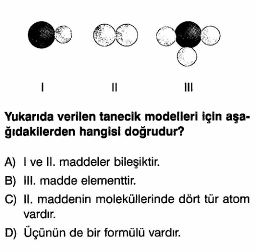 I II III
Yukarıda verilen tanecik modelleri için aşa-
ğıdakilerden hangisi doğrudur?
A) I ve II. maddeler bileşiktir.
B) III. madde elementtir.
C) II. maddenin moleküllerinde dört tür atom
vardır.
D) Üçünün de bir formülü vardır.